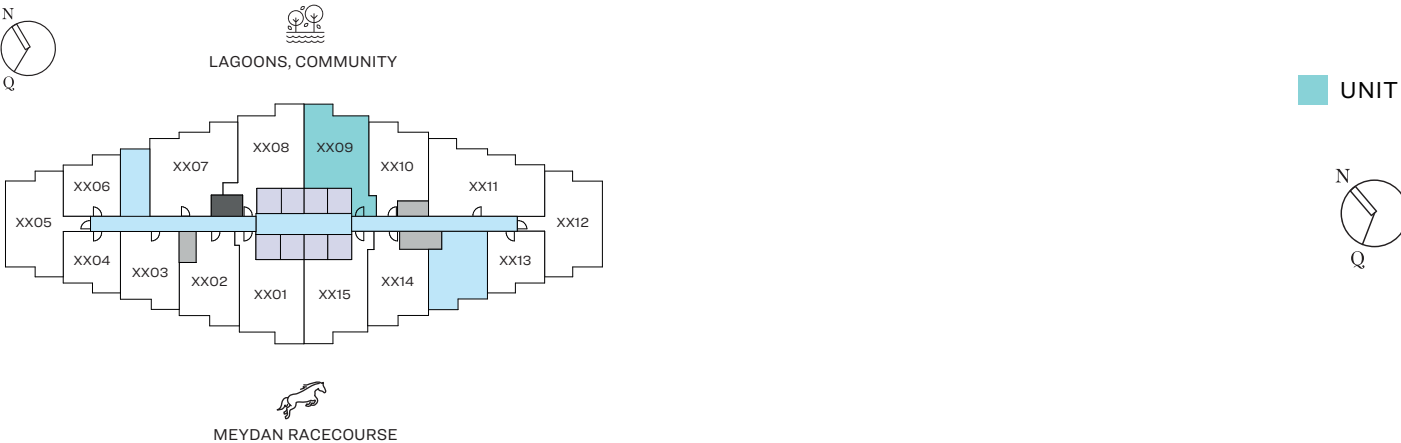 N
Q
LAGOONS, COMMUNITY
UNIT
XX08
XX09
XX07
XX10
XX06
XX11
XX05
XX12
XX04
XX03
XX02
XX01
XX15
XX14
XX13
N
Q
MEYDAN RACECOURSE